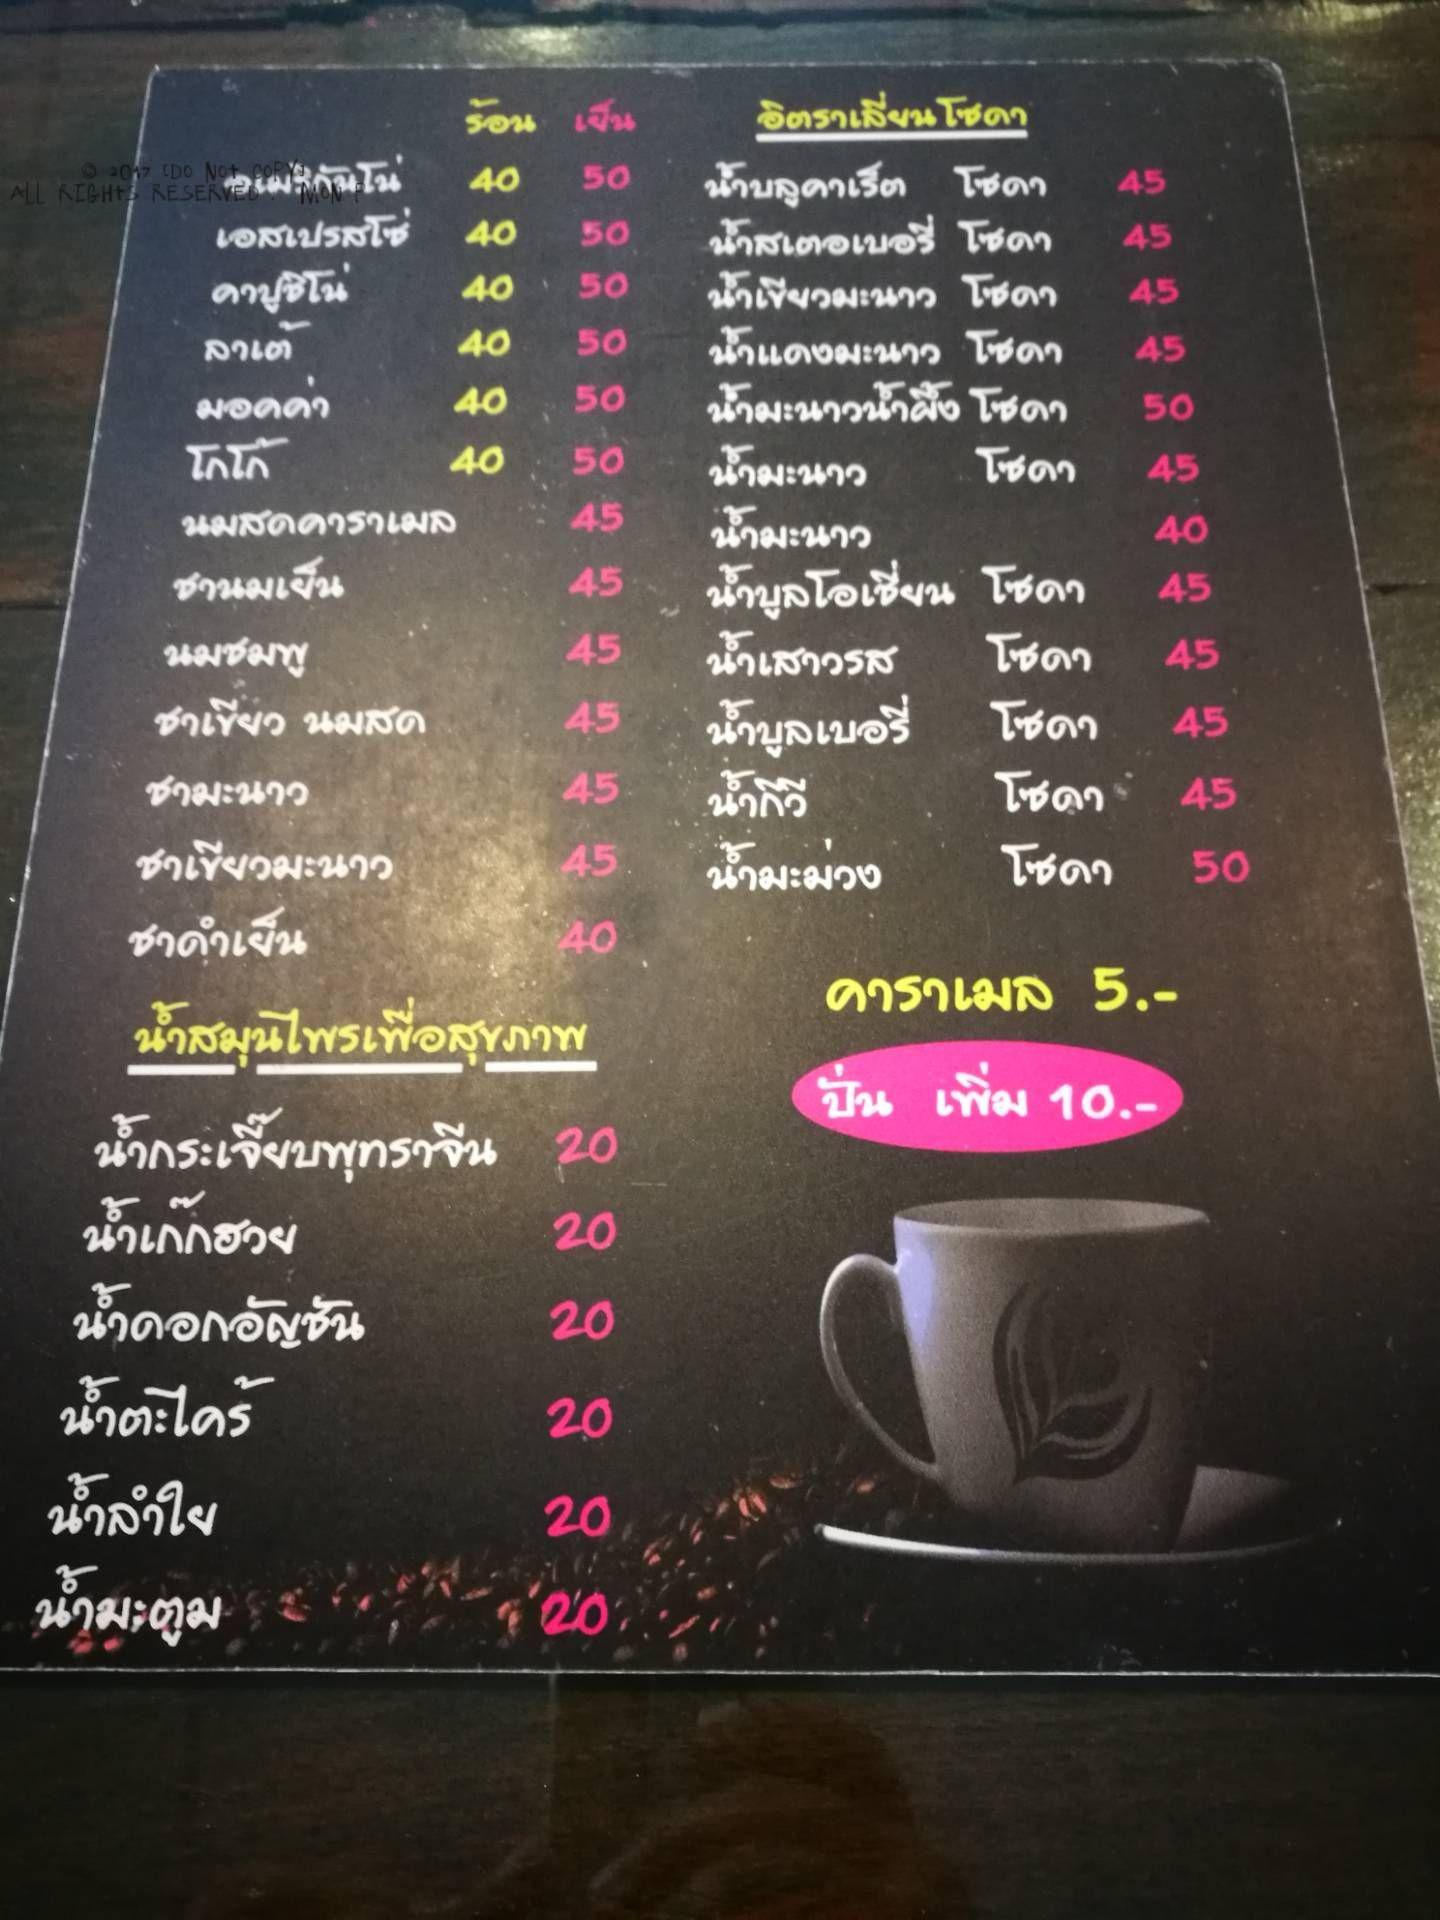 ร้อน เย็น
© 2017 [DO NOT COPY]
ALL RIGHTS RESERVED. MON P
อเมริกันโน่ 40 50
เอสเปรสโซ่ 40 50
คาปูชิโน่ 40 50
ลาเต้ 40 50
มอคค่า 40 50
โกโก้ 40 50
นมสดคาราเมล 45
ชานมเย็น 45
นมชมพู 45
ชาเขียว นมสด 45
ชามะนาว 45
ชาเขียวมะนาว 45
ชาดำเย็น 40
น้ำสมุนไพรเพื่อสุขภาพ
น้ำกระเจี๊ยบพุทราจีน 20
น้ำเก๊กฮวย 20
น้ำดอกอัญชัน 20
น้ำตะไคร้ 20
น้ำลำใย 20
น้ำมะตูม 20
อิตราเลี่ยนโซดา
น้ำบลูคาเร็ต โซดา 45
น้ำสเตอเบอรี่ โซดา 45
น้ำเขียวมะนาว โซดา 45
น้ำแดงมะนาว โซดา 45
น้ำมะนาวน้ำผึ้ง โซดา 50
น้ำมะนาว โซดา 45
น้ำมะนาว 40
น้ำบูลโอเชี่ยน โซดา 45
น้ำเสาวรส โซดา 45
น้ำบูลเบอรี่ โซดา 45
น้ำกีวี โซดา 45
น้ำมะม่วง โซดา 50
คาราเมล 5.-
ปั่น เพิ่ม 10.-